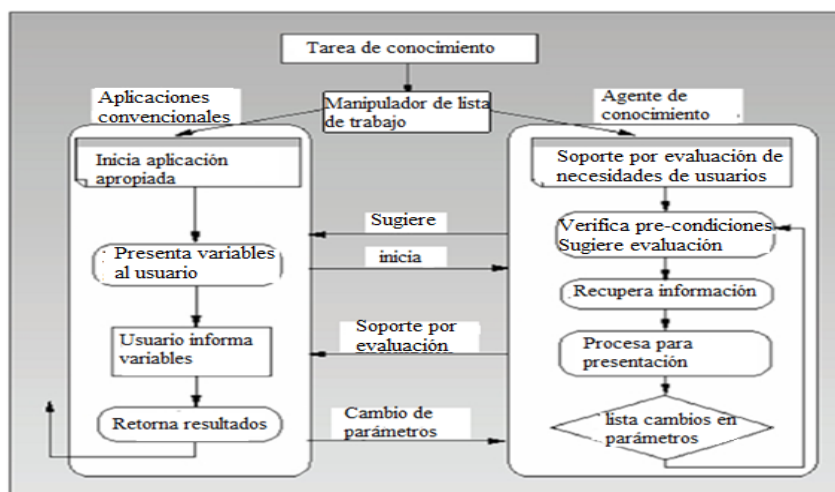 Tarea de conocimiento
Aplicaciones
convencionales
Manipulador de lista
de trabajo
Agente de
conocimiento
Inicia aplicación
apropiada
Presenta variables
al usuario
Usuario informa
variables
Retorna resultados
Sugiere
inicia
Soporte por
evaluación
Cambio de
parámetros
Soporte por evaluación de
necesidades de usuarios
Verifica pre-condiciones
Sugiere evaluación
Recupera información
Procesa para
presentación
lista cambios en
parámetros